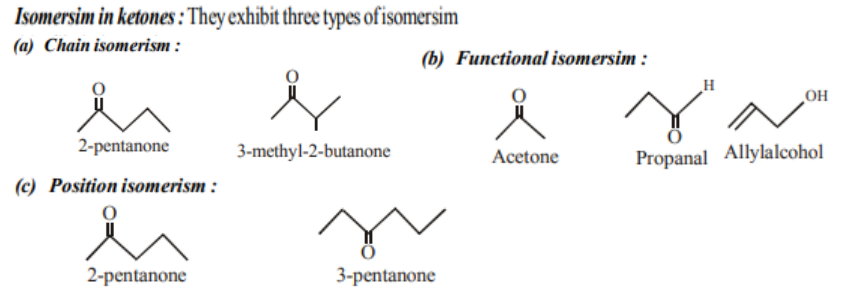 Isomersim in ketones : They exhibit three types of isomersim
(a) Chain isomerism :
(b) Functional isomersim :
O
O
O
H
O
OH
2-pentanone
3-methyl-2-butanone
Acetone
Propanal
Allylalcohol
(c) Position isomerism :
O
O
2-pentanone
3-pentanone